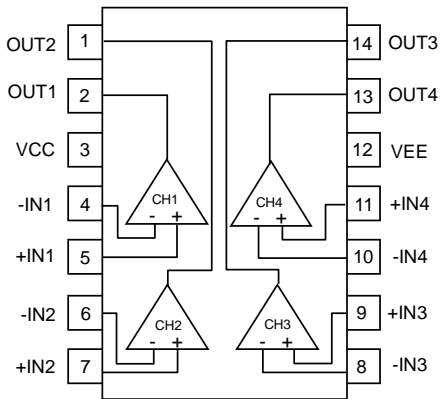 OUT2 1 14 OUT3
OUT1 2 13 OUT4
VCC 3 12 VEE
CH1 CH4
-IN1 4 - + - + 11 +IN4
+IN1 5 10 -IN4
-IN2 6 9 +IN3
CH2 CH3
- + - +
+IN2 7 8 -IN3